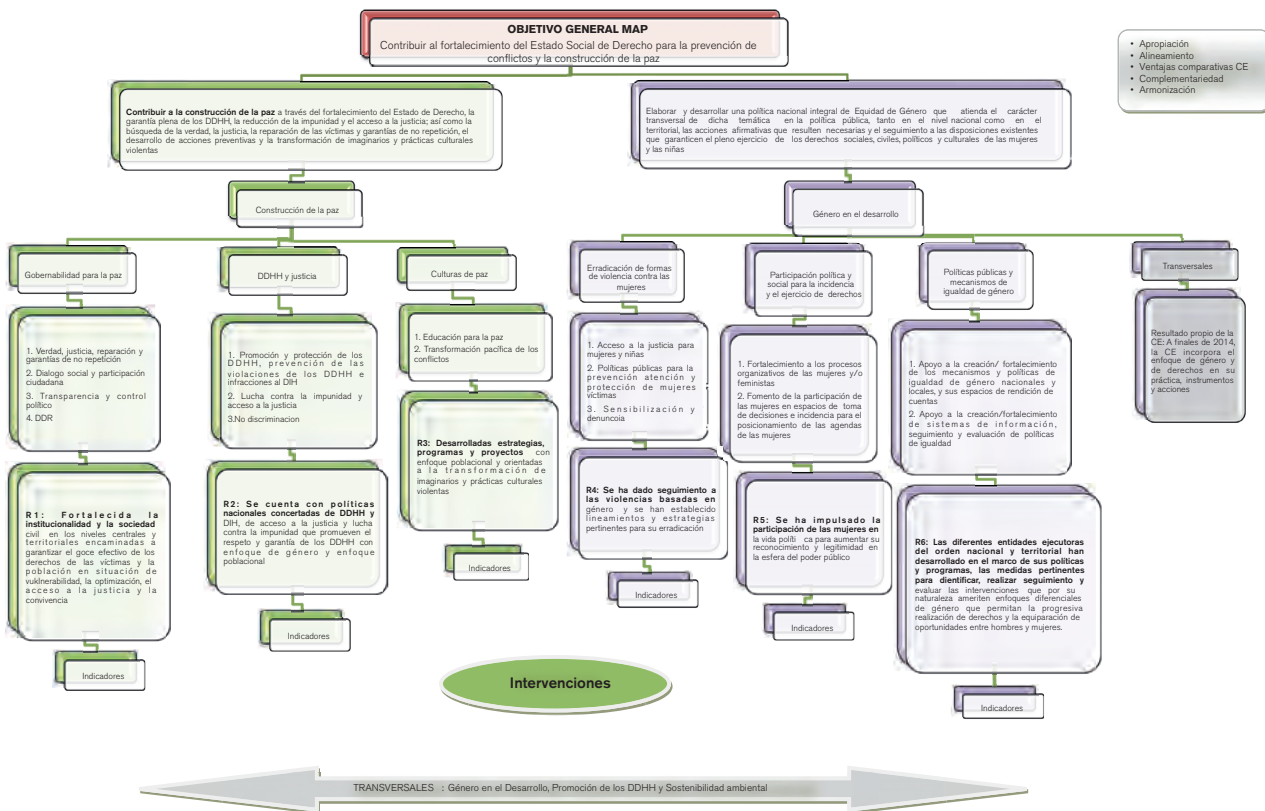 OBJETIVO GENERAL MAP
Contribuir al fortalecimiento del Estado Social de Derecho para la prevención de
conflictos y la construcción de la paz
• Apropiación
• Alineamiento
• Ventajas comparativas CE
• Complementariedad
• Armonización
Contribuir a la construcción de la paz a través del fortalecimiento del Estado de Derecho, la
garantía plena de los DDHH, la reducción de la impunidad y el acceso a la justicia; así como la
búsqueda de la verdad, la justicia, la reparación de las víctimas y garantías de no repetición, el
desarrollo de acciones preventivas y la transformación de imaginarios y prácticas culturales
violentas
Elaborar y desarrollar una política nacional integral de Equidad de Género que atienda el carácter
transversal de dicha temática en la política pública, tanto en el nivel nacional como en el
territorial, las acciones afirmativas que resulten necesarias y el seguimiento a las disposiciones existentes
que garanticen el pleno ejercicio de los derechos sociales, civiles, políticos y culturales de las mujeres
y las niñas
Construcción de la paz
Género en el desarrollo
Gobernabilidad para la paz
DDHH y justicia
Culturas de paz
Erradicación de formas
de violencia contra las
mujeres
Participación política y
social para la incidencia
y el ejercicio de derechos
Políticas públicas y
mecanismos de
igualdad de género
Transversales
1. Verdad, justicia, reparación y
garantías de no repetición
2. Dialogo social y participación
ciudadana
3. Transparencia y control
político
4. DDR
1. Promoción y protección de los
DDHH, prevención de las
violaciones de los DDHH e
infracciones al DIH
2. Lucha contra la impunidad y
acceso a la justicia
3.No discriminacion
1. Educación para la paz
2. Transformación pacífica de los
conflictos
1. Acceso a la justicia para
mujeres y niñas
2. Políticas públicas para la
prevención atención y
protección de mujeres
víctimas
3. Sensibilización y
denuncoia
1. Fortalecimiento a los procesos
organizativos de las mujeres y/o
feministas
2. Fomento de la participación de
las mujeres en espacios de toma
de decisiones e incidencia para el
posicionamiento de las agendas
de las mujeres
1. Apoyo a la creación/ fortalecimiento
de los mecanismos y políticas de
igualdad de género nacionales y
locales, y sus espacios de rendición de
cuentas
2. Apoyo a la creación/fortalecimiento
de sistemas de información,
seguimiento y evaluación de políticas
de igualdad
Resultado propio de la
CE: A finales de 2014,
la CE incorpora el
enfoque de género y
de derechos en su
práctica, instrumentos
y acciones
R1: Fortalecida la
institucionalidad y la sociedad
civil en los niveles centrales y
territoriales encaminadas a
garantizar el goce efectivo de los
derechos de las víctimas y la
población en situación de
vuklnerabilidad, la optimización, el
acceso a la justicia y la
convivencia
R2: Se cuenta con políticas
nacionales concertadas de DDHH y
DIH, de acceso a la justicia y lucha
contra la impunidad que promueven el
respeto y garantía de los DDHH con
enfoque de género y enfoque
poblacional
R3: Desarrolladas estrategias,
programas y proyectos con
enfoque poblacional y orientadas
a la transformación de
imaginarios y prácticas culturales
violentas
R4: Se ha dado seguimiento a
las violencias basadas en
género y se han establecido
lineamientos y estrategias
pertinentes para su erradicación
R5: Se ha impulsado la
participación de las mujeres en
la vida políti ca para aumentar su
reconocimiento y legitimidad en
la esfera del poder público
R6: Las diferentes entidades ejecutoras
del orden nacional y territorial han
desarrollado en el marco de sus políticas
y programas, las medidas pertinentes
para dientificar, realizar seguimiento y
evaluar las intervenciones que por su
naturaleza ameriten enfoques diferenciales
de género que permitan la progresiva
realización de derechos y la equiparación de
oportunidades entre hombres y mujeres.
Indicadores
Indicadores
Indicadores
Indicadores
Indicadores
Indicadores
Intervenciones
TRANSVERSALES : Género en el Desarrollo, Promoción de los DDHH y Sostenibilidad ambiental